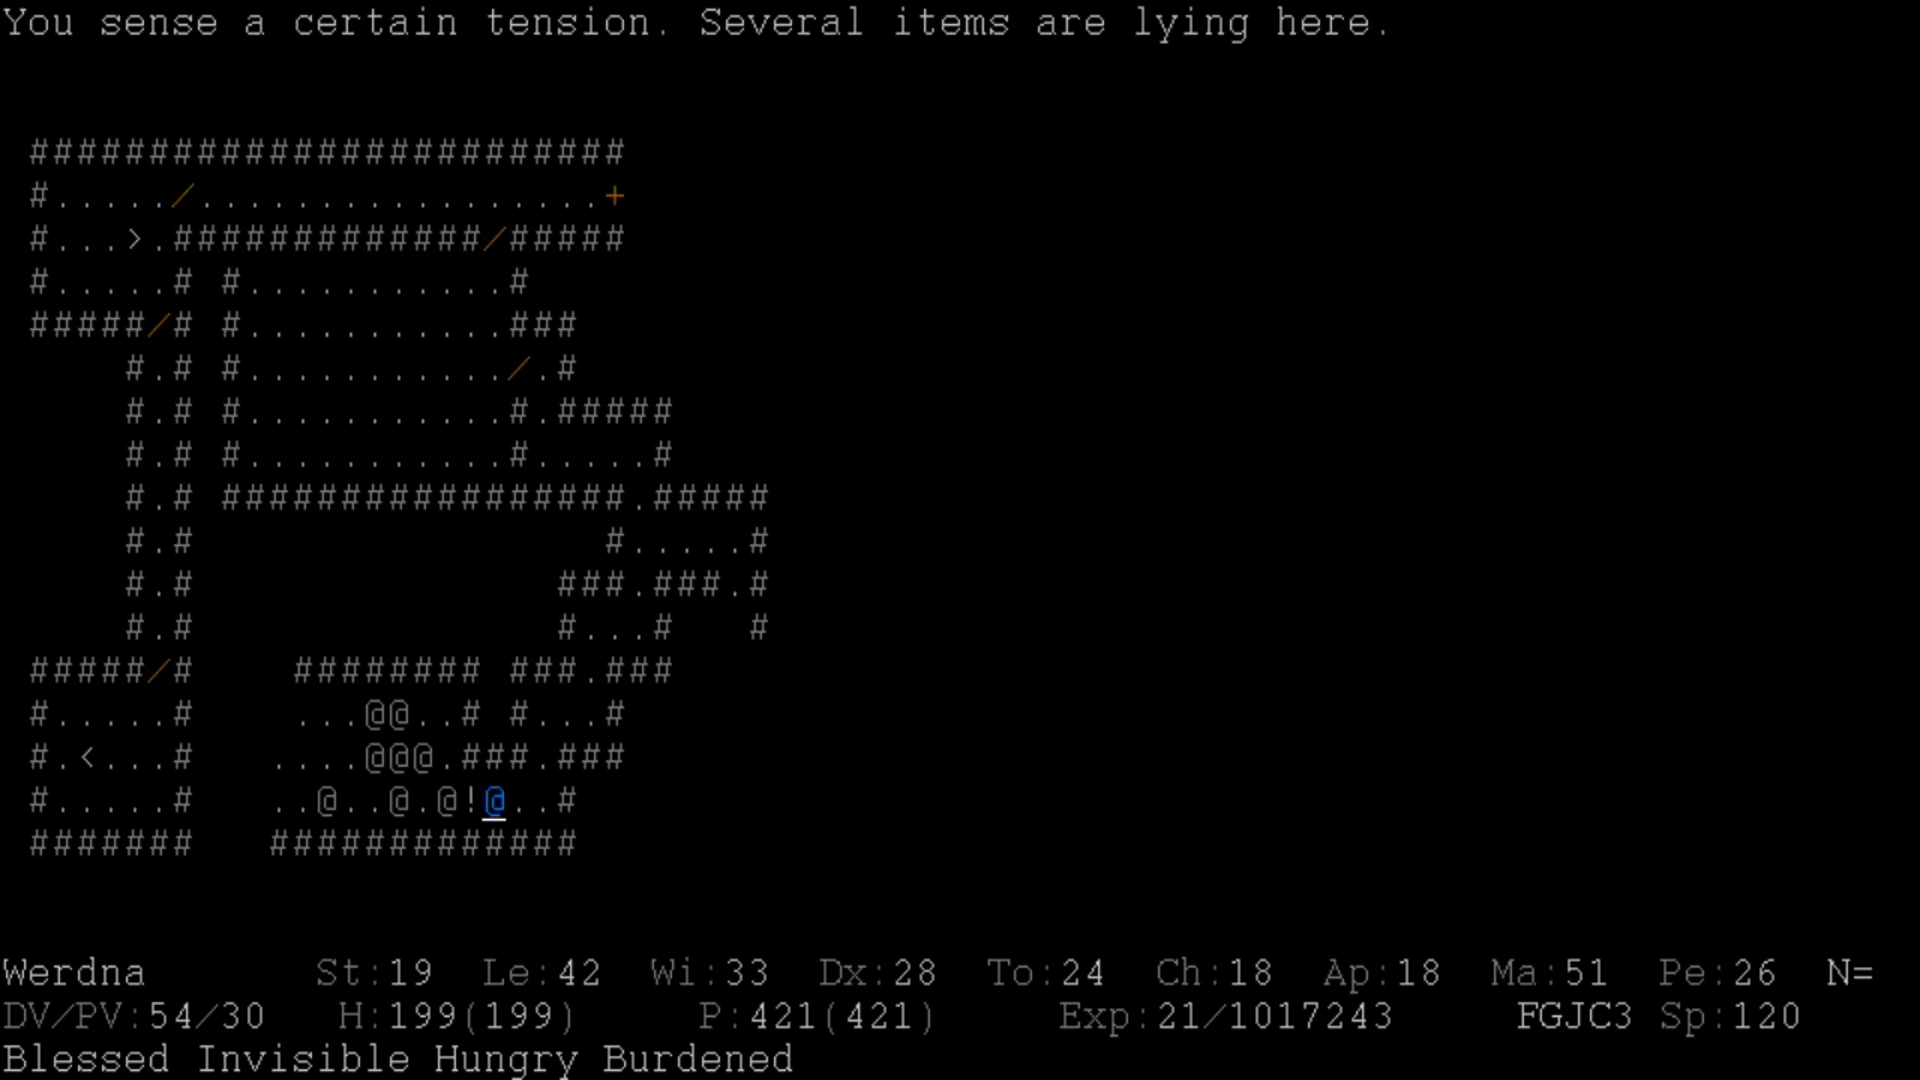 You sense a certain tension. Several items are lying here.
#########################
#...../.................+
#...>.#############/#####
#.....# #...........#
#####/# #...........###
#.# #.........../.#
#.# #...........#.#####
#.# #...........#.....#
#.# #################.#####
#.# #.....#
#.# ###.###.#
#.# #...# #
#####/# ######## ###.###
#.....# ...@@..# #...#
#.<...# ....@@@.###.###
#.....# ..@..@.@!@..#
####### #############
Werdna St:19 Le:42 Wi:33 Dx:28 To:24 Ch:18 Ap:18 Ma:51 Pe:26 N=
DV/PV:54/30 H:199(199) P:421(421) Exp:21/1017243 FGJC3 Sp:120
Blessed Invisible Hungry Burdened